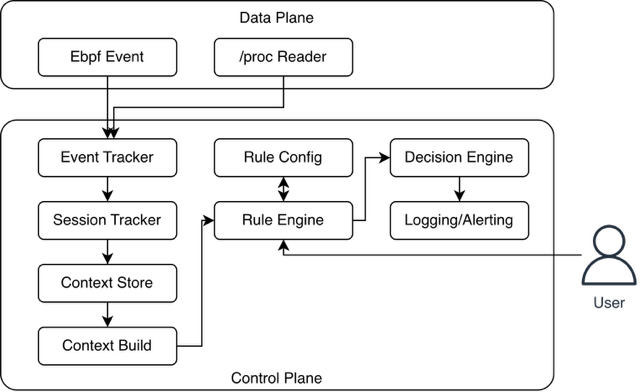 Data Plane
Ebpf Event
/proc Reader
Event Tracker
Rule Config
Decision Engine
Session Tracker
Rule Engine
Logging/Alerting
Context Store
Context Build
User
Control Plane